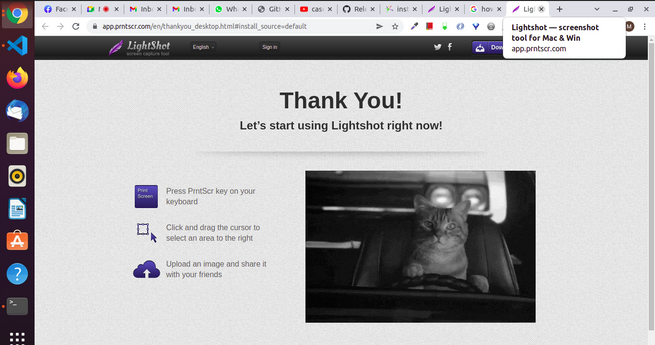 Fac
Inb
Inb
Wh
Git
cas
Rel
inst
Lig
hov
Lig
app.prntscr.com/en/thankyou_desktop.html#install_source=default
Lightshot — screenshot
tool for Mac & Win
app.prntscr.com
LightShot
screen capture tool
English
Sign in
Dow
M
Thank You!
Let's start using Lightshot right now!
Print
Screen
Press PrntScr key on your
keyboard
Click and drag the cursor to
select an area to the right
Upload an image and share it
with your friends